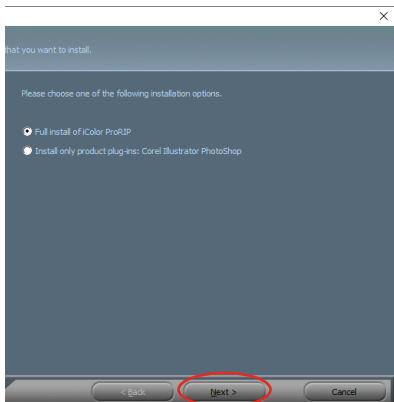 that you want to install.
Please choose one of the following installation options.
Full install of iColor ProRIP
Install only product plug-ins: Corel Illustrator PhotoShop
< Back
Next >
Cancel